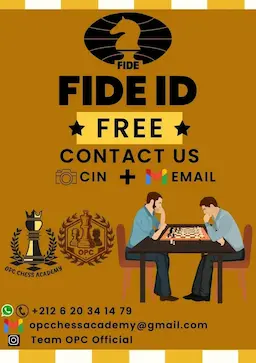 FIDE
FIDE ID
FREE
CONTACT US
CIN + EMAIL
OPC CHESS ACADEMY
OPC
+212 6 20 34 14 79
opcchessacademy@gmail.com
Team OPC Official